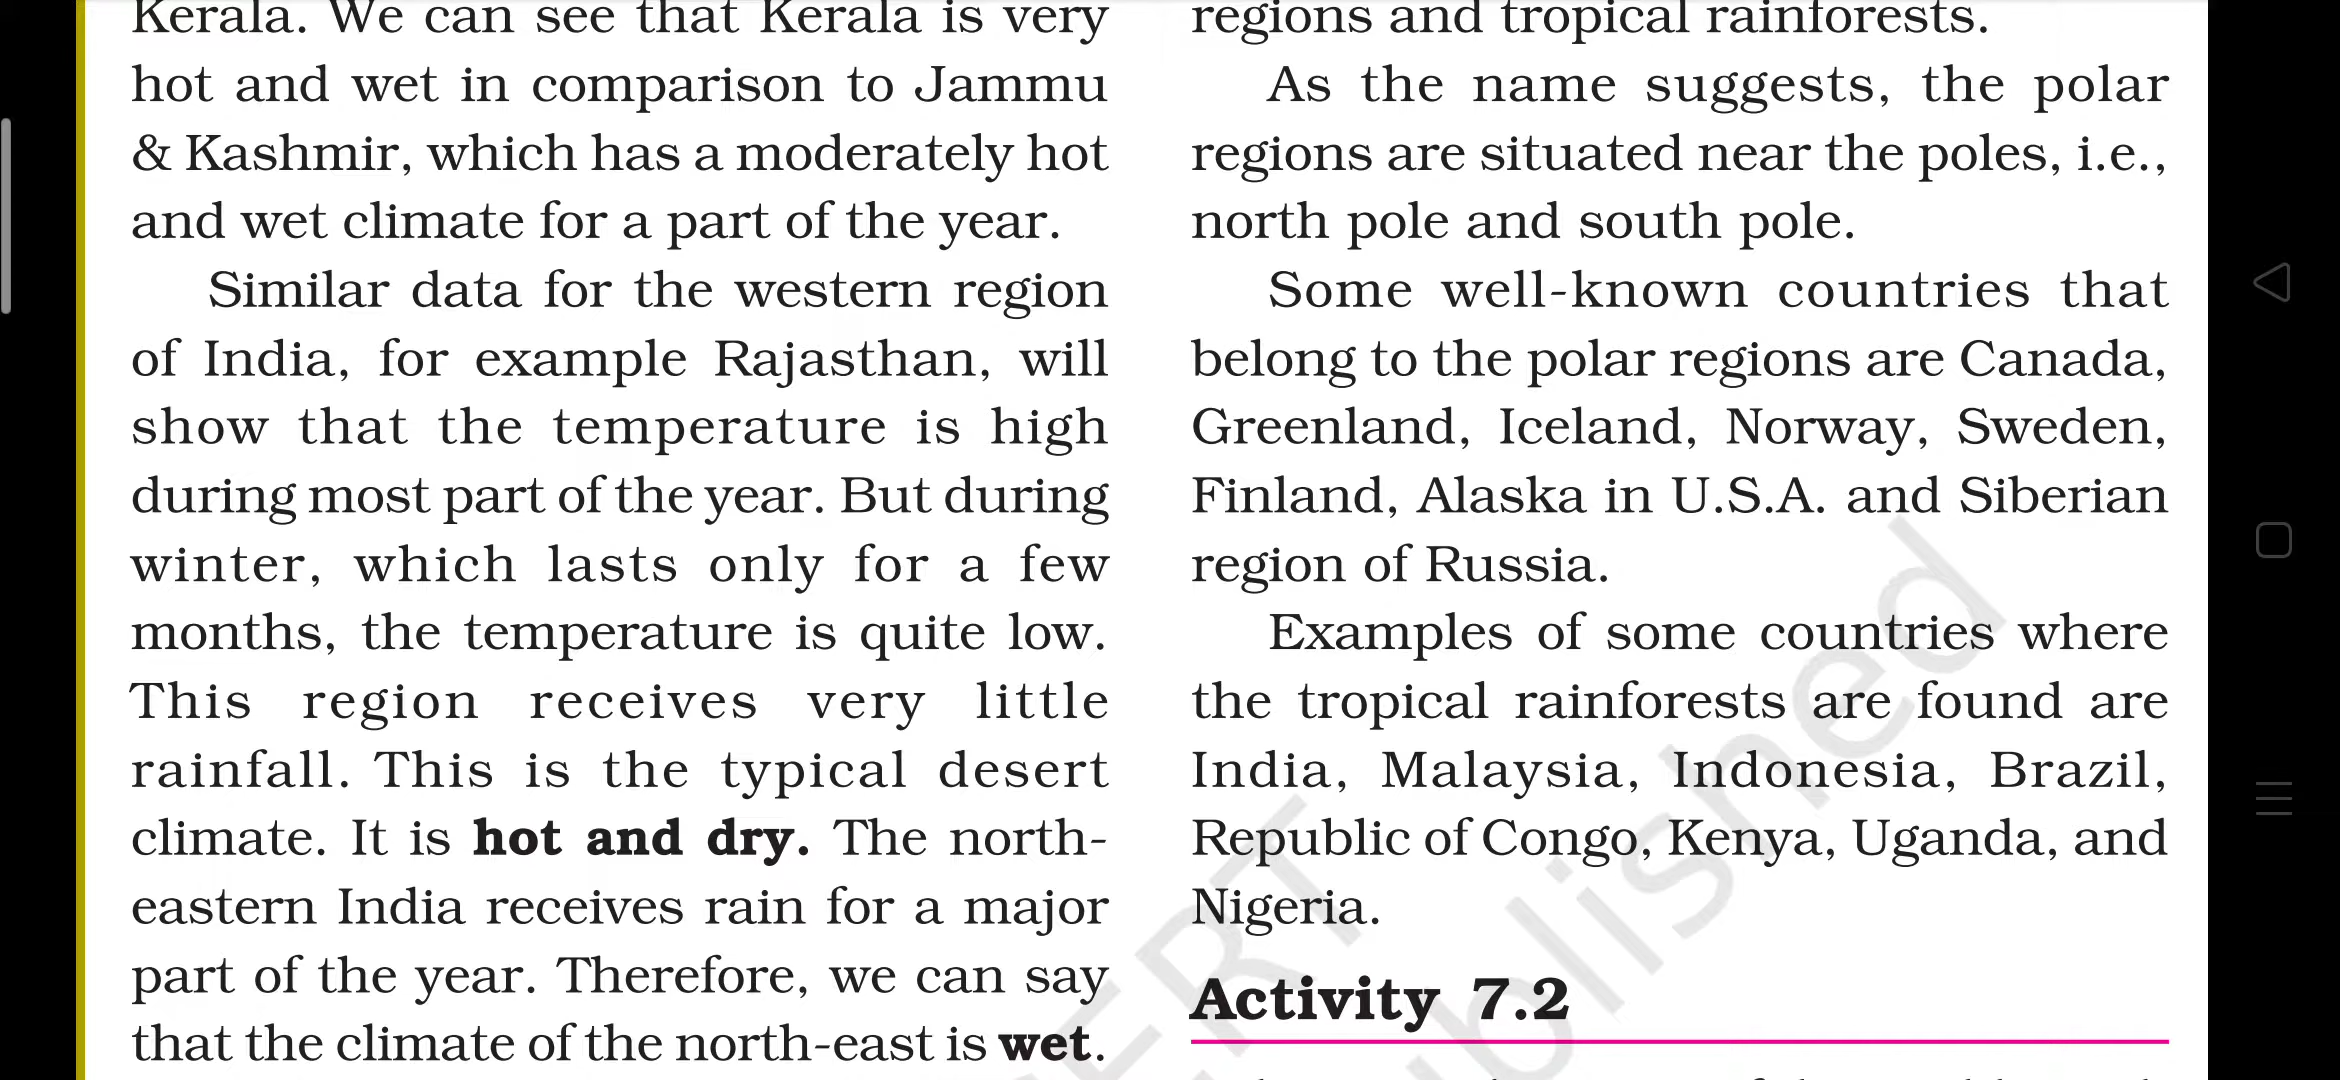 Kerala. We can see that Kerala is very
hot and wet in comparison to Jammu
& Kashmir, which has a moderately hot
and wet climate for a part of the year.
Similar data for the western region
of India, for example Rajasthan, will
show that the temperature is high
during most part of the year. But during
winter, which lasts only for a few
months, the temperature is quite low.
This region receives very little
rainfall. This is the typical desert
climate. It is hot and dry. The north-
eastern India receives rain for a major
part of the year. Therefore, we can say
that the climate of the north-east is wet.
regions and tropical rainforests.
As the name suggests, the polar
regions are situated near the poles, i.e.,
north pole and south pole.
Some well-known countries that
belong to the polar regions are Canada,
Greenland, Iceland, Norway, Sweden,
Finland, Alaska in U.S.A. and Siberian
region of Russia.
Examples of some countries where
the tropical rainforests are found are
India, Malaysia, Indonesia, Brazil,
Republic of Congo, Kenya, Uganda, and
Nigeria.
Activity 7.2